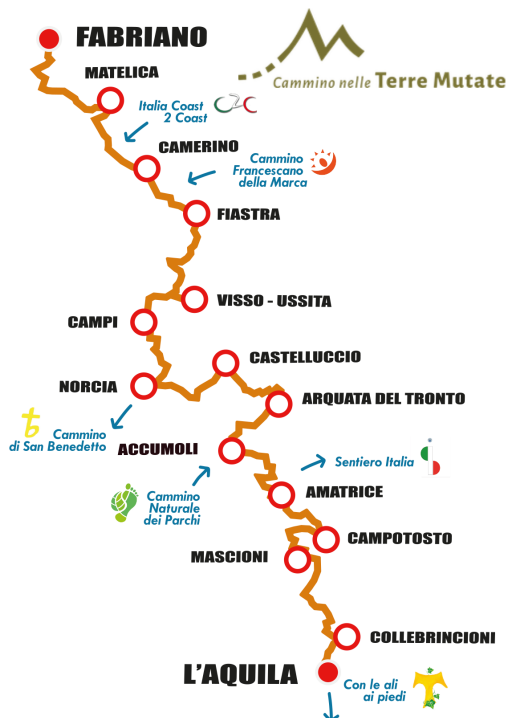 FABRIANO
Cammino nelle Terre Mutate
MATELICA
Italia Coast
2 Coast
C2C
CAMERINO
Cammino
Francescano
della Marca
FIASTRA
VISSO - USSITA
CAMPI
CASTELLUCCIO
NORCIA
ARQUATA DEL TRONTO
Cammino
di San Benedetto
ACCUMOLI
Sentiero Italia
Cammino
Naturale
dei Parchi
AMATRICE
CAMPOTOSTO
MASCIONI
COLLEBRINCIONI
L'AQUILA
Con le ali
ai piedi